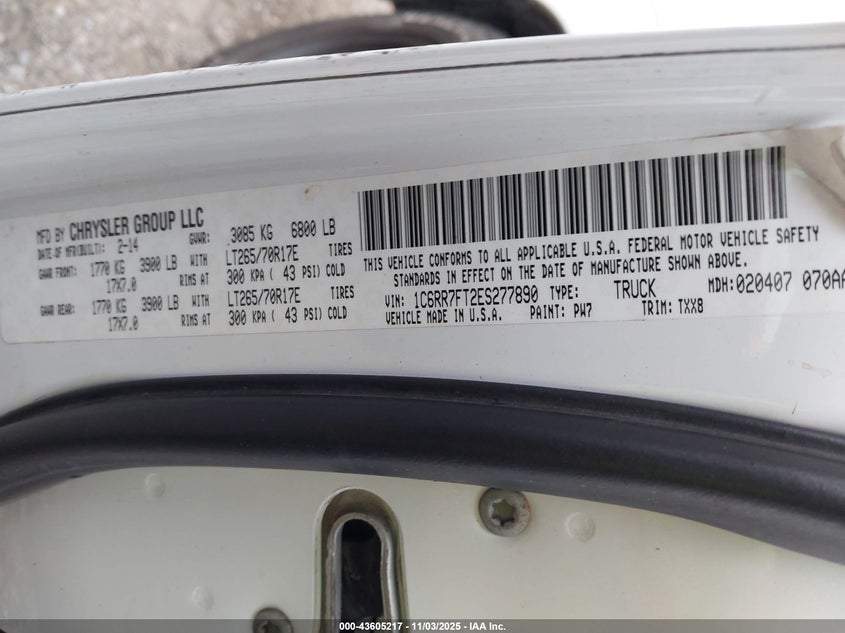 MFD BY CHRYSLER GROUP LLC
DATE OF MFR(BUILT): 2-14 GVWR: 3085 KG 6800 LB
GAWR FRONT: 1770 KG 3900 LB WITH LT265/70R17E TIRES
17X7.0 RIMS AT 300 KPA ( 43 PSI) COLD
GAWR REAR: 1770 KG 3900 LB WITH LT265/70R17E TIRES
17X7.0 RIMS AT 300 KPA ( 43 PSI) COLD
THIS VEHICLE CONFORMS TO ALL APPLICABLE U.S.A. FEDERAL MOTOR VEHICLE SAFETY
STANDARDS IN EFFECT ON THE DATE OF MANUFACTURE SHOWN ABOVE.
VIN: 1C6RR7FT2ES277890 TYPE: TRUCK MDH:020407 070AA
VEHICLE MADE IN U.S.A. PAINT: PW7 TRIM: TXX8
000-43605217 - 11/03/2025 - IAA Inc.